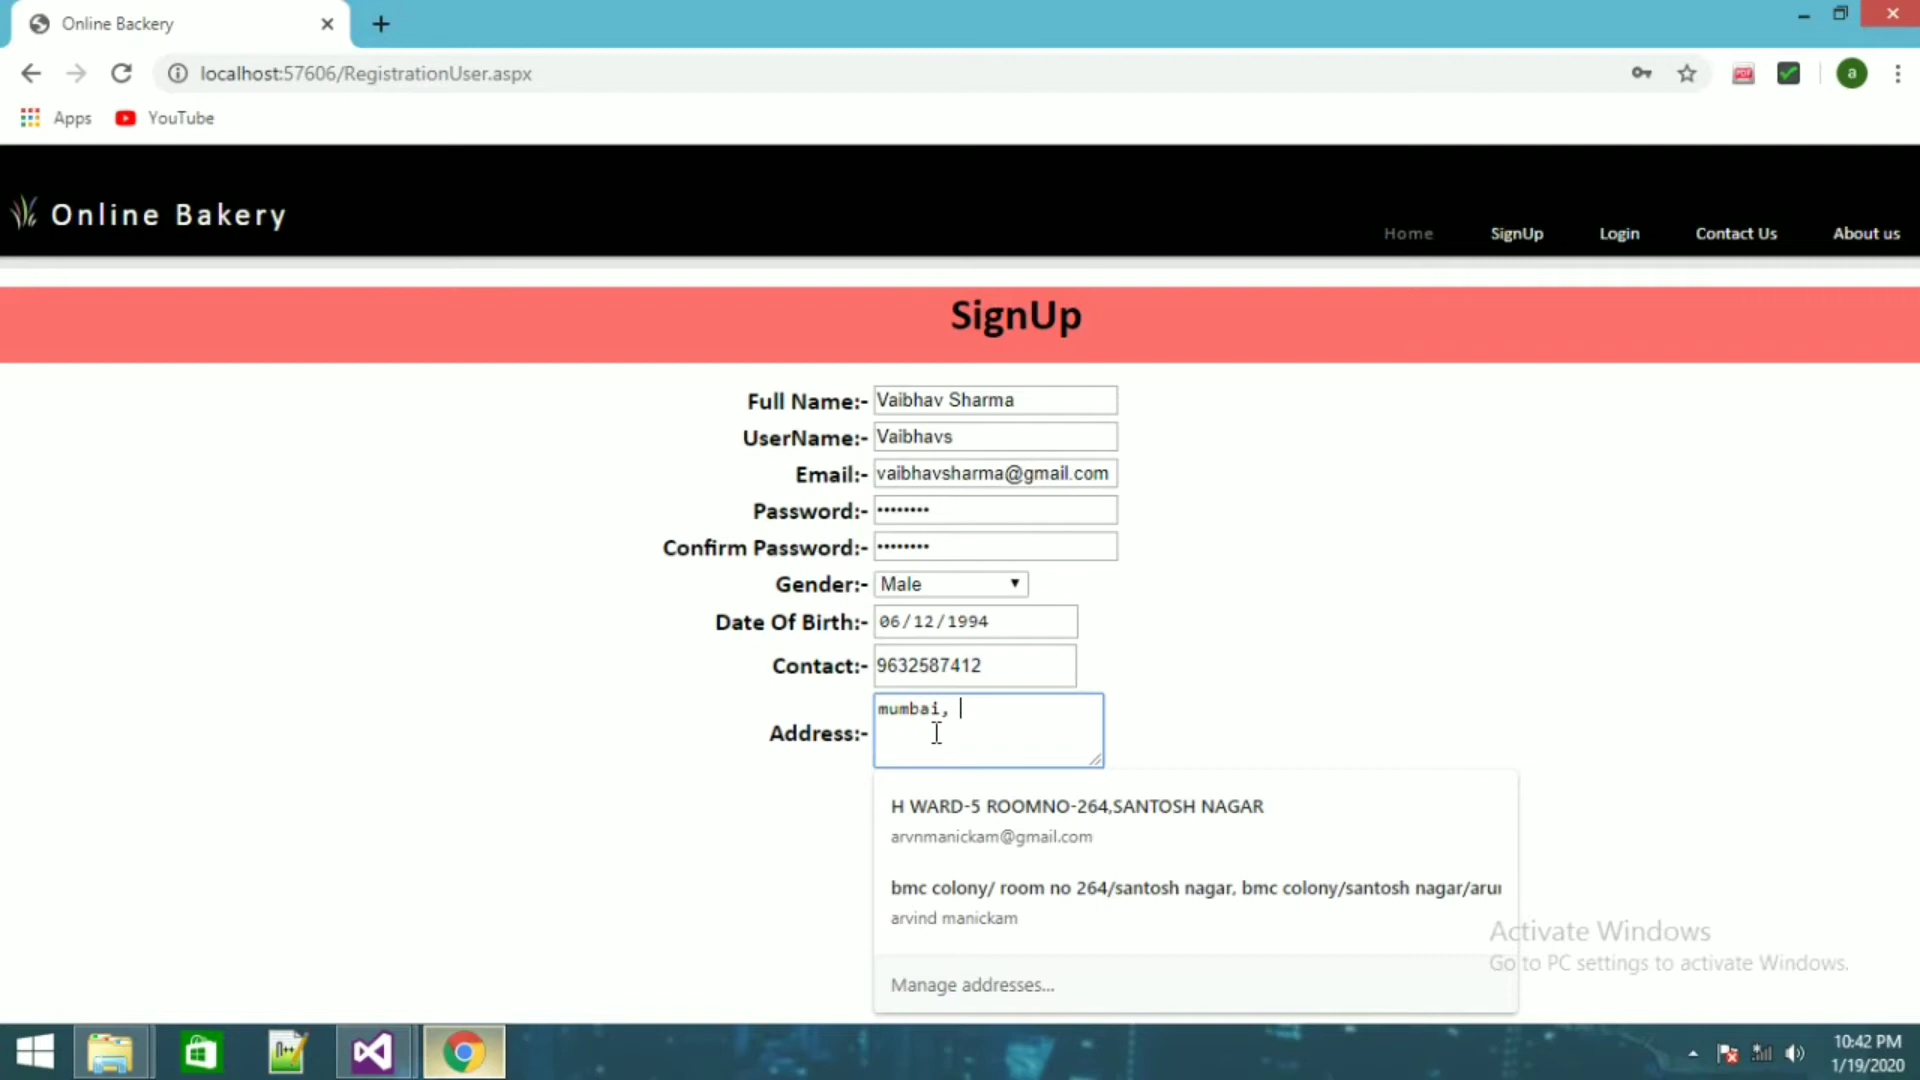 Online Backery
localhost:57606/RegistrationUser.aspx
a
Apps
YouTube
Online Bakery
Home
SignUp
Login
Contact Us
About us
SignUp
Full Name:- Vaibhav Sharma
UserName:- Vaibhavs
Email:- vaibhavsharma@gmail.com
Password:- ••••••••
Confirm Password:- ••••••••
Gender:- Male
Date Of Birth:- 06/12/1994
Contact:- 9632587412
Address:- mumbai,
H WARD-5 ROOMNO-264,SANTOSH NAGAR
arvnmanickam@gmail.com
bmc colony/ room no 264/santosh nagar, bmc colony/santosh nagar/aru
arvind manickam
Manage addresses...
Activate Windows
Go to PC settings to activate Windows.
10:42 PM
1/19/2020